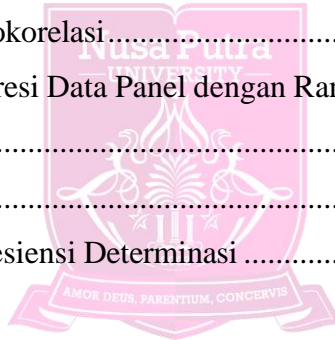 okorelasi..............................
Nusa Putra
—UNIVERSITY—
resi Data Panel dengan Ran
..............................
..............................
esiensi Determinasi ..............
AMOR DEUS, PARENTIUM, CONCERVIS